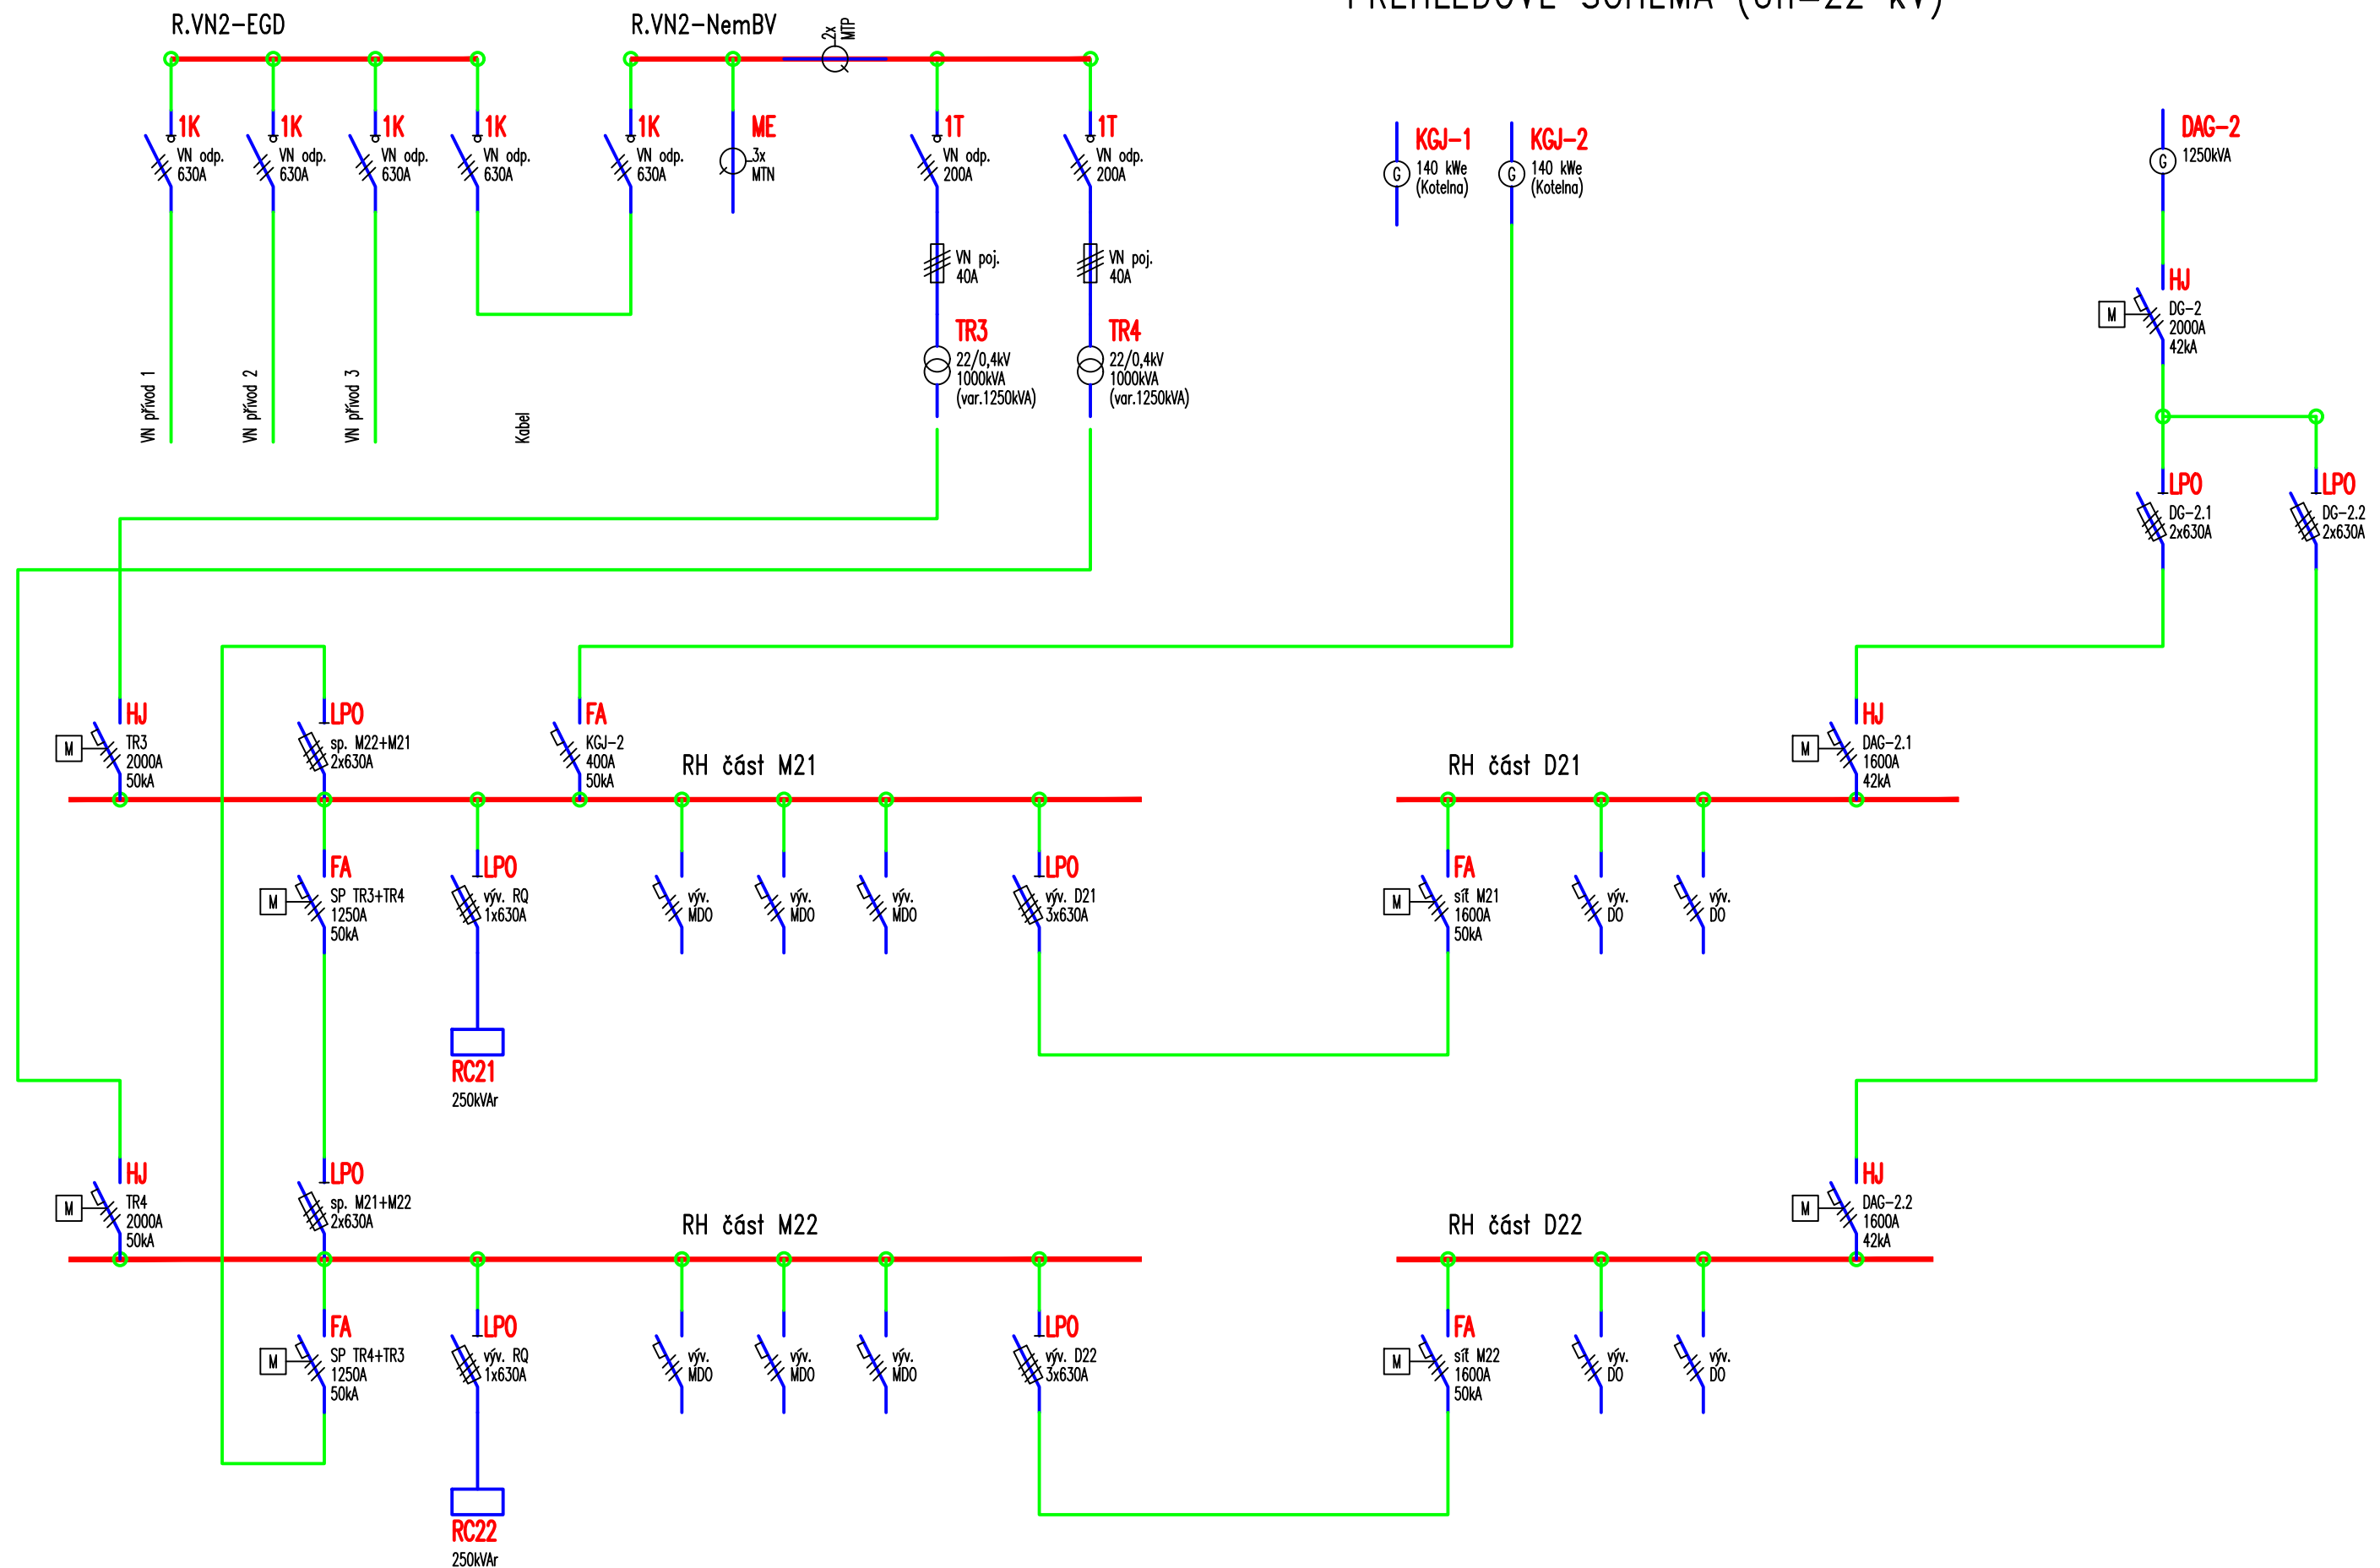 PŘEHLEDOVÉ SCHÉMA (Un=22 kV)
R.VN2-EGD
R.VN2-NemBV
2x
MTP
1K
VN odp.
630A
1K
VN odp.
630A
1K
VN odp.
630A
1K
VN odp.
630A
1K
VN odp.
630A
ME
3x
MTN
1T
VN odp.
200A
1T
VN odp.
200A
KGJ-1
G
140 kWe
(Kotelna)
KGJ-2
G
140 kWe
(Kotelna)
DAG-2
G
1250kVA
VN poj.
40A
VN poj.
40A
HJ
M
DG-2
2000A
42kA
TR3
22/0,4kV
1000kVA
(var.1250kVA)
TR4
22/0,4kV
1000kVA
(var.1250kVA)
VN přívod 1
VN přívod 2
VN přívod 3
Kabel
LPO
DG-2.1
2x630A
LPO
DG-2.2
2x630A
HJ
M
TR3
2000A
50kA
LPO
sp. M22+M21
2x630A
FA
KGJ-2
400A
50kA
RH část M21
RH část D21
HJ
M
DAG-2.1
1600A
42kA
FA
M
SP TR3+TR4
1250A
50kA
LPO
výv. RQ
1x630A
výv.
MDO
výv.
MDO
výv.
MDO
LPO
výv. D21
3x630A
FA
M
síť M21
1600A
50kA
výv.
DO
výv.
DO
RC21
250kVAr
HJ
M
TR4
2000A
50kA
LPO
sp. M21+M22
2x630A
RH část M22
RH část D22
HJ
M
DAG-2.2
1600A
42kA
FA
M
SP TR4+TR3
1250A
50kA
LPO
výv. RQ
1x630A
výv.
MDO
výv.
MDO
výv.
MDO
LPO
výv. D22
3x630A
FA
M
síť M22
1600A
50kA
výv.
DO
výv.
DO
RC22
250kVAr